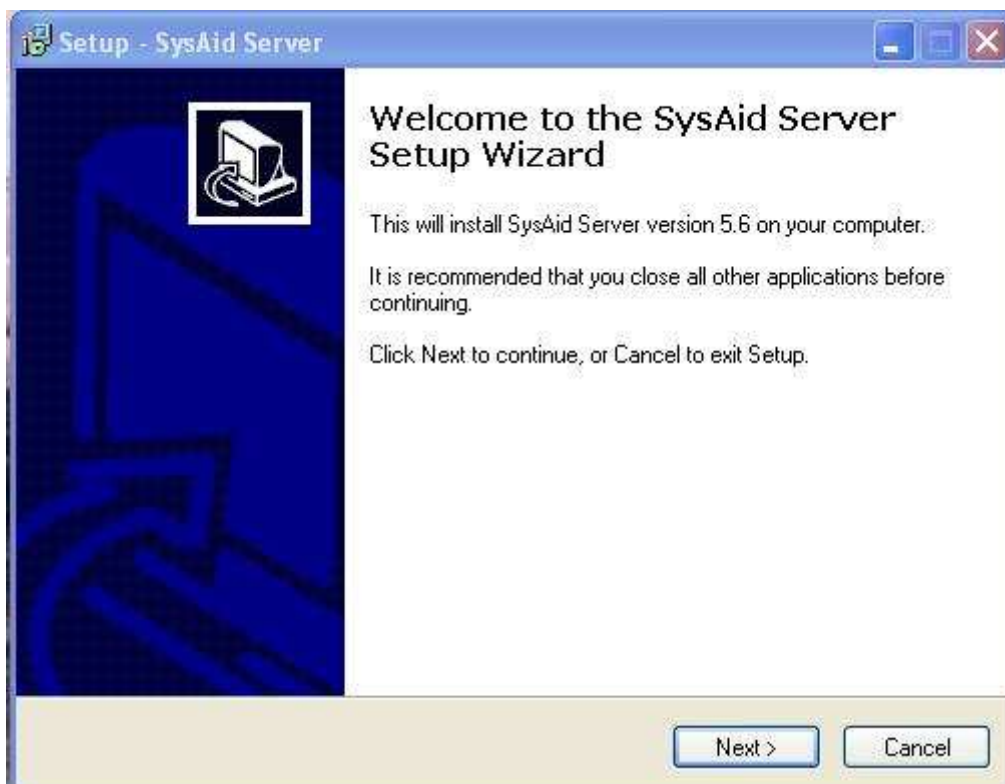 Setup - SysAid Server
Welcome to the SysAid Server
Setup Wizard
This will install SysAid Server version 5.6 on your computer.
It is recommended that you close all other applications before
continuing.
Click Next to continue, or Cancel to exit Setup.
Next >
Cancel